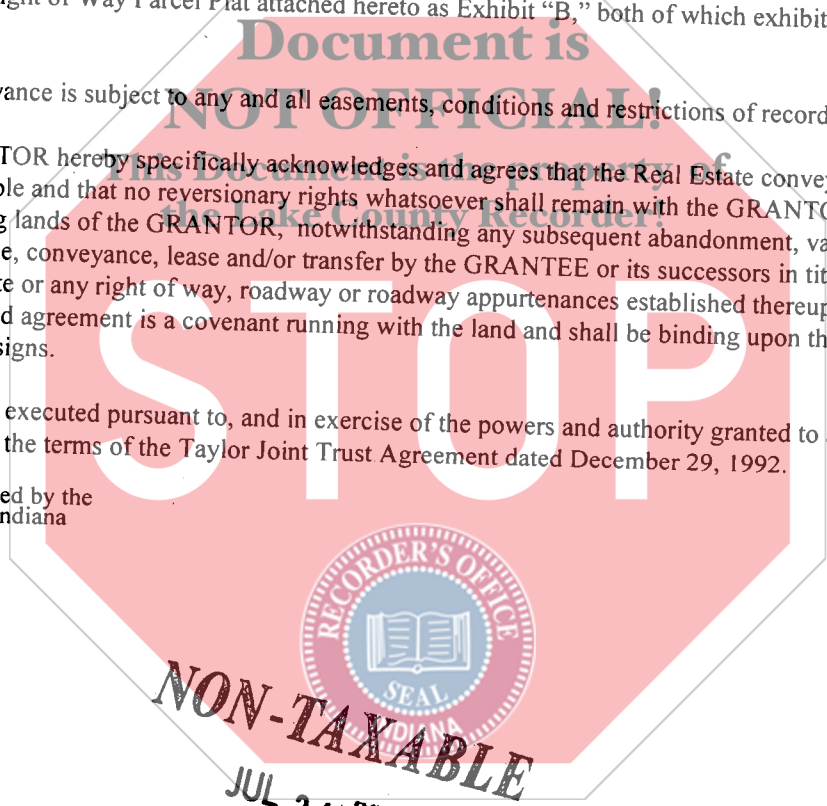 ght of Way Parcel Plat attached hereto as Exhibit “B,” both of which exhibit
Document is
vance is subject to any and all easements, conditions and restrictions of record
NOT OFFICIAL!
TOR hereby specifically acknowledges and agrees that the Real Estate convey
This Document is the property of
ble and that no reversionary rights whatsoever shall remain with the GRANTO
the Lake County Recorder!
g lands of the GRANTOR, notwithstanding any subsequent abandonment, va
e, conveyance, lease and/or transfer by the GRANTEE or its successors in tit
te or any right of way, roadway or roadway appurtenances established thereup
d agreement is a covenant running with the land and shall be binding upon th
signs.
STOP
executed pursuant to, and in exercise of the powers and authority granted to
the terms of the Taylor Joint Trust Agreement dated December 29, 1992.
ed by the
ndiana
RECORDER'S OFFICE
SEAL
INDIANA
NON-TAXABLE
JUL